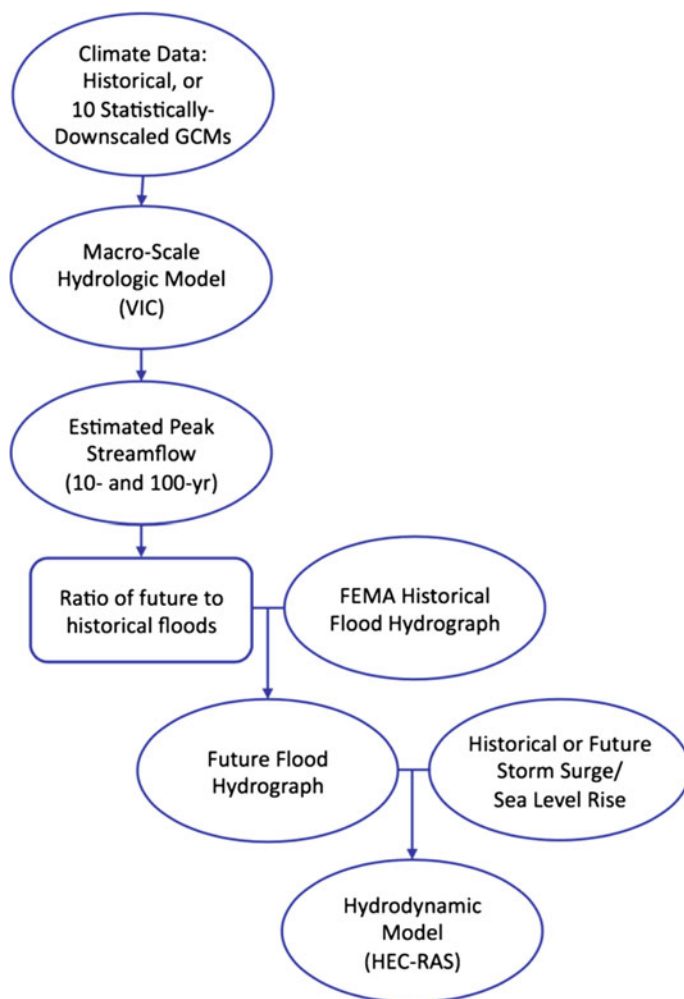 Climate Data:
Historical, or
10 Statistically-
Downscaled GCMs
Macro-Scale
Hydrologic Model
(VIC)
Estimated Peak
Streamflow
(10- and 100-yr)
Ratio of future to
historical floods
FEMA Historical
Flood Hydrograph
Future Flood
Hydrograph
Historical or Future
Storm Surge/
Sea Level Rise
Hydrodynamic
Model
(HEC-RAS)